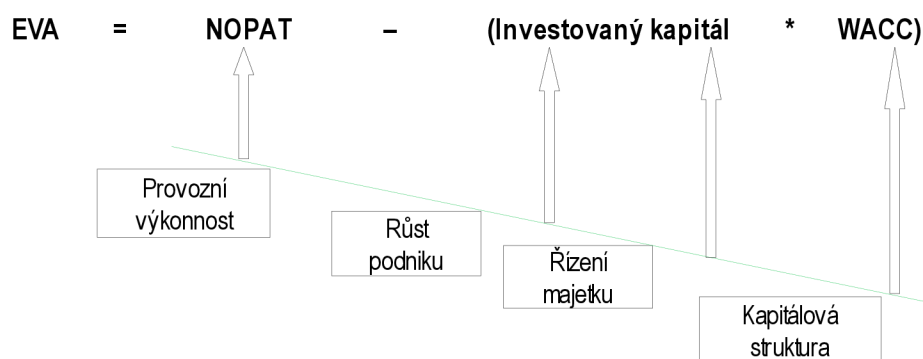 EVA = NOPAT – (Investovaný kapitál * WACC)
Provozní
výkonnost
Růst
podniku
Řízení
majetku
Kapitálová
struktura